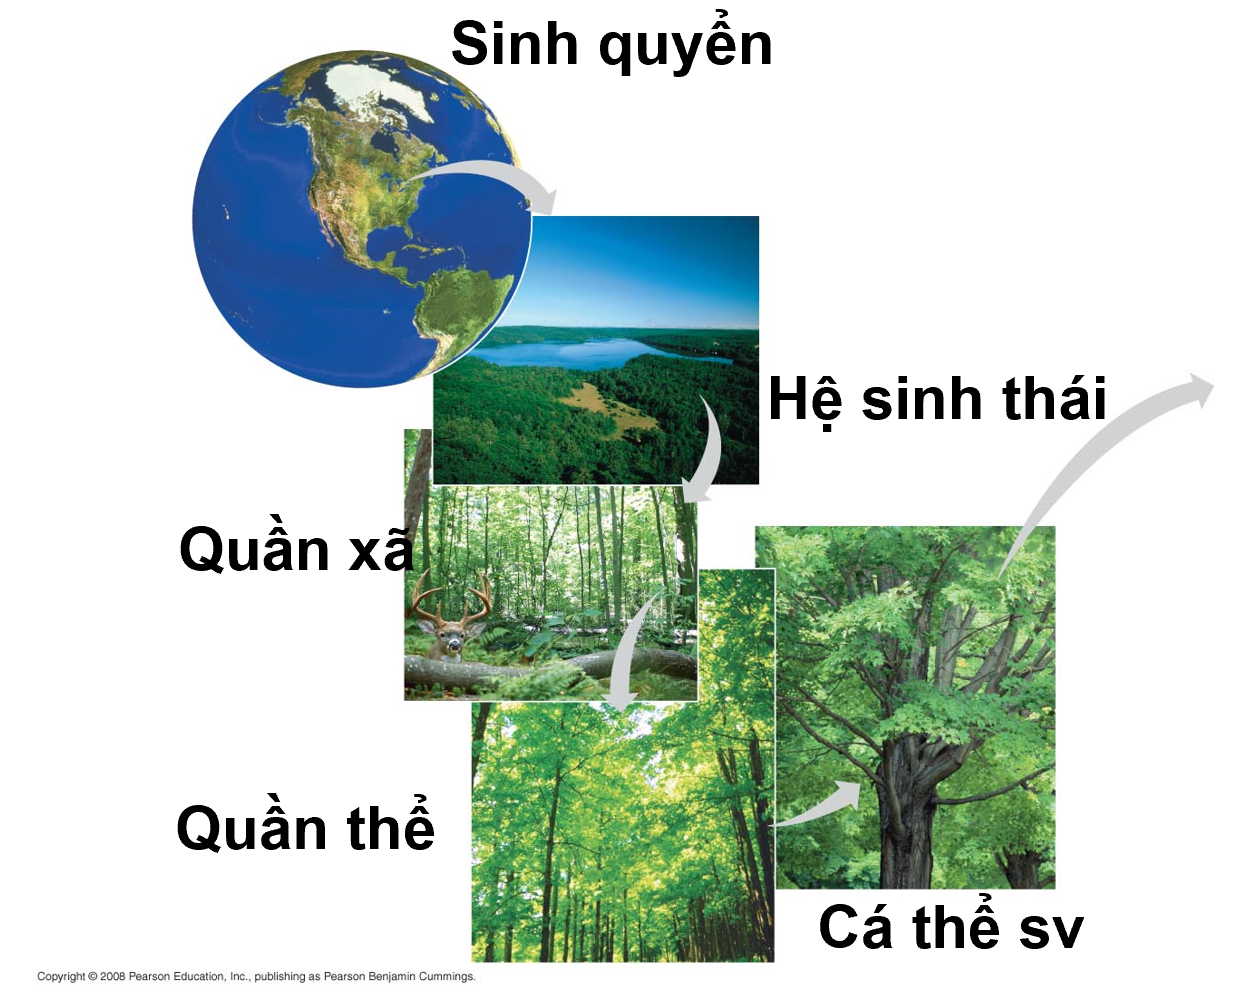 Sinh quyển
Hệ sinh thái
Quần xã
Quần thể
Cá thể sv
Copyright © 2008 Pearson Education, Inc., publishing as Pearson Benjamin Cummings.